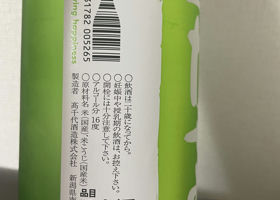 ring happiness
1782 005265
○飲酒は二十歳になってから。
○妊娠中や授乳期の飲酒は、お控え下さい。
○開栓には十分注意して下さい。
○アルコール分 16度
○原材料名 米(国産)、米こうじ(国産米)
製造者 高千代酒造株式会社 新潟県南
品目